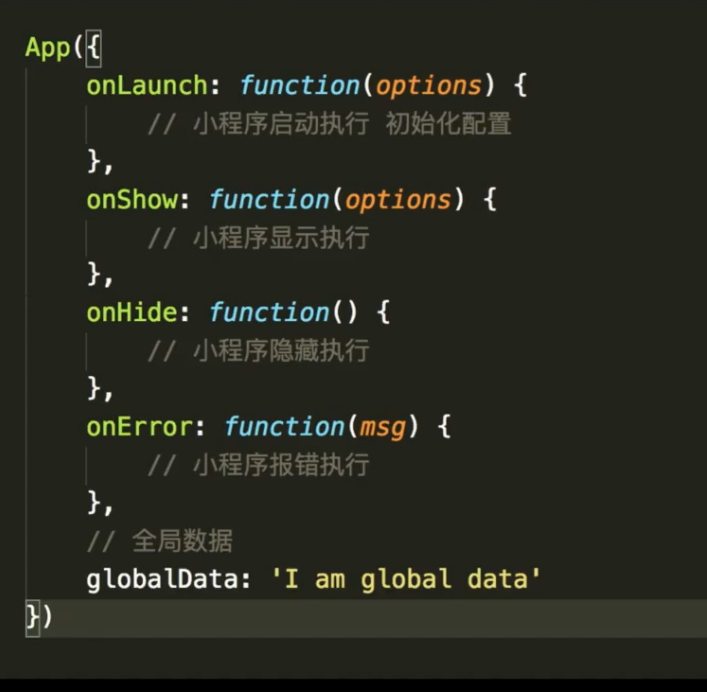 App({
    onLaunch: function(options) {
        // 小程序启动执行 初始化配置
    },
    onShow: function(options) {
        // 小程序显示执行
    },
    onHide: function() {
        // 小程序隐藏执行
    },
    onError: function(msg) {
        // 小程序报错执行
    },
    // 全局数据
    globalData: 'I am global data'
})